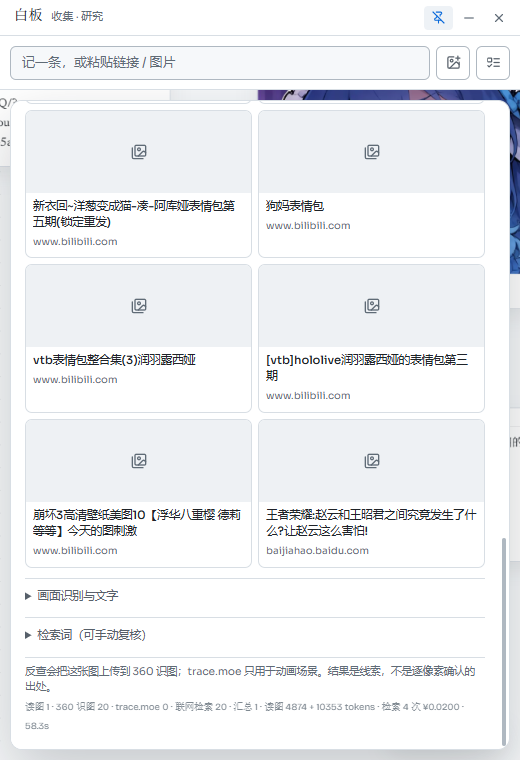 白板 收集 · 研究
记一条，或粘贴链接 / 图片
新衣回~洋葱变成猫-凑-阿库娅表情包第
五期(锁定重发)
www.bilibili.com
狗妈表情包
www.bilibili.com
vtb表情包整合集(3)润羽露西娅
www.bilibili.com
[vtb]hololive润羽露西娅的表情包第三
期
www.bilibili.com
崩坏3高清壁纸美图10【浮华八重樱 德莉
等等】今天的图刺激
www.bilibili.com
王者荣耀:赵云和王昭君之间究竟发生了什
么?让赵云这么害怕!
baijiahao.baidu.com
画面识别与文字
检索词（可手动复核）
反查会把这张图上传到 360 识图；trace.moe 只用于动画场景。结果是线索，不是逐像素确认的
出处。
读图 1 · 360 识图 20 · trace.moe 0 · 联网检索 20 · 汇总 1 · 读图 4874 + 10353 tokens · 检索 4 次 ¥0.0200 ·
58.3s